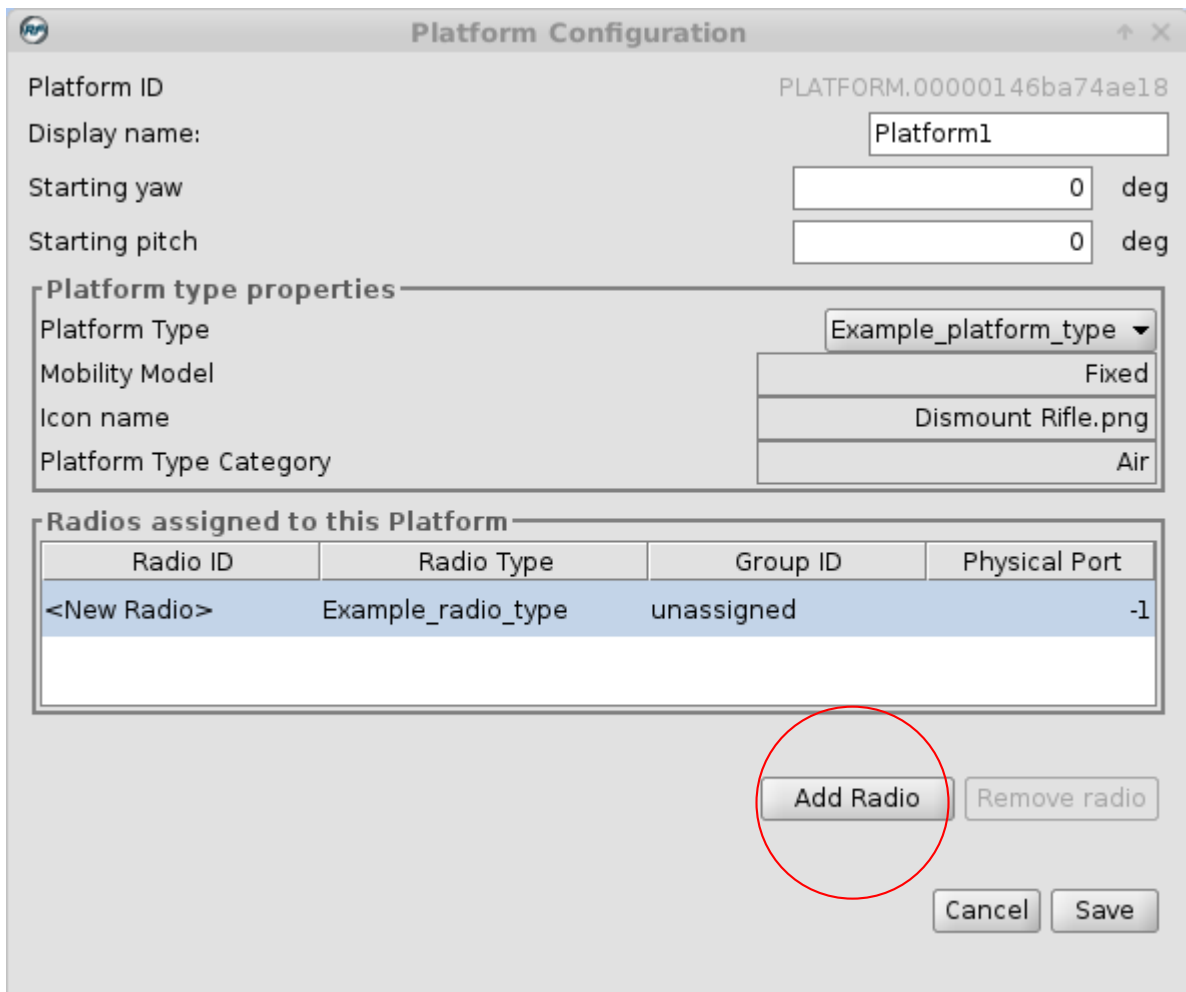 Platform Configuration
Platform ID PLATFORM.00000146ba74ae18
Display name: Platform1
Starting yaw 0 deg
Starting pitch 0 deg
Platform type properties
Platform Type Example_platform_type
Mobility Model Fixed
Icon name Dismount Rifle.png
Platform Type Category Air
Radios assigned to this Platform
Radio ID Radio Type Group ID Physical Port
<New Radio> Example_radio_type unassigned -1
Add Radio Remove radio
Cancel Save